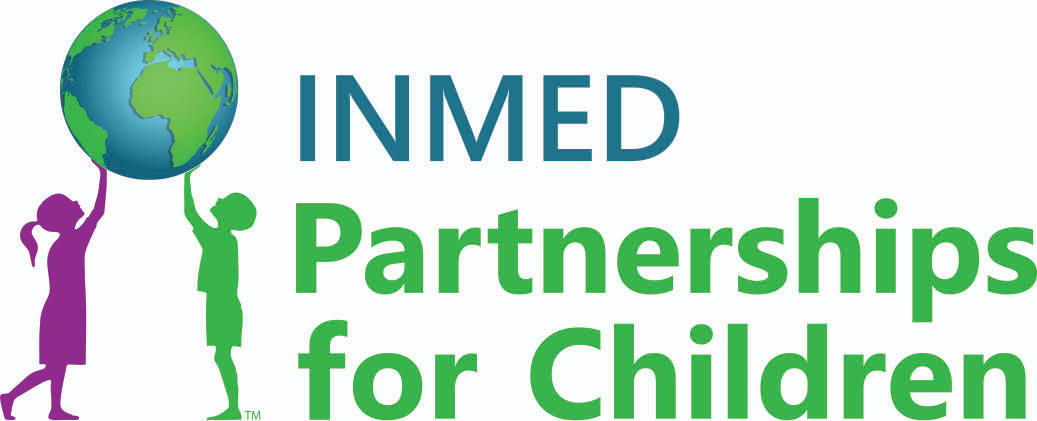 INMED
Partnerships
for Children
TM